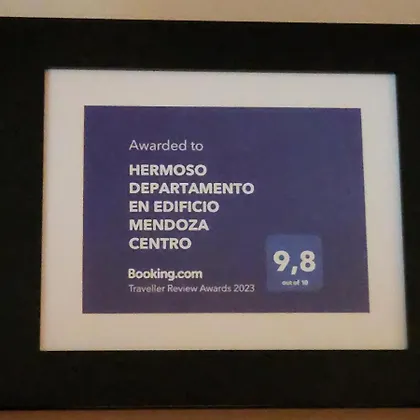 Awarded to
HERMOSO
DEPARTAMENTO
EN EDIFICIO
MENDOZA
CENTRO
Booking.com
Traveller Review Awards 2023
9,8
out of 10